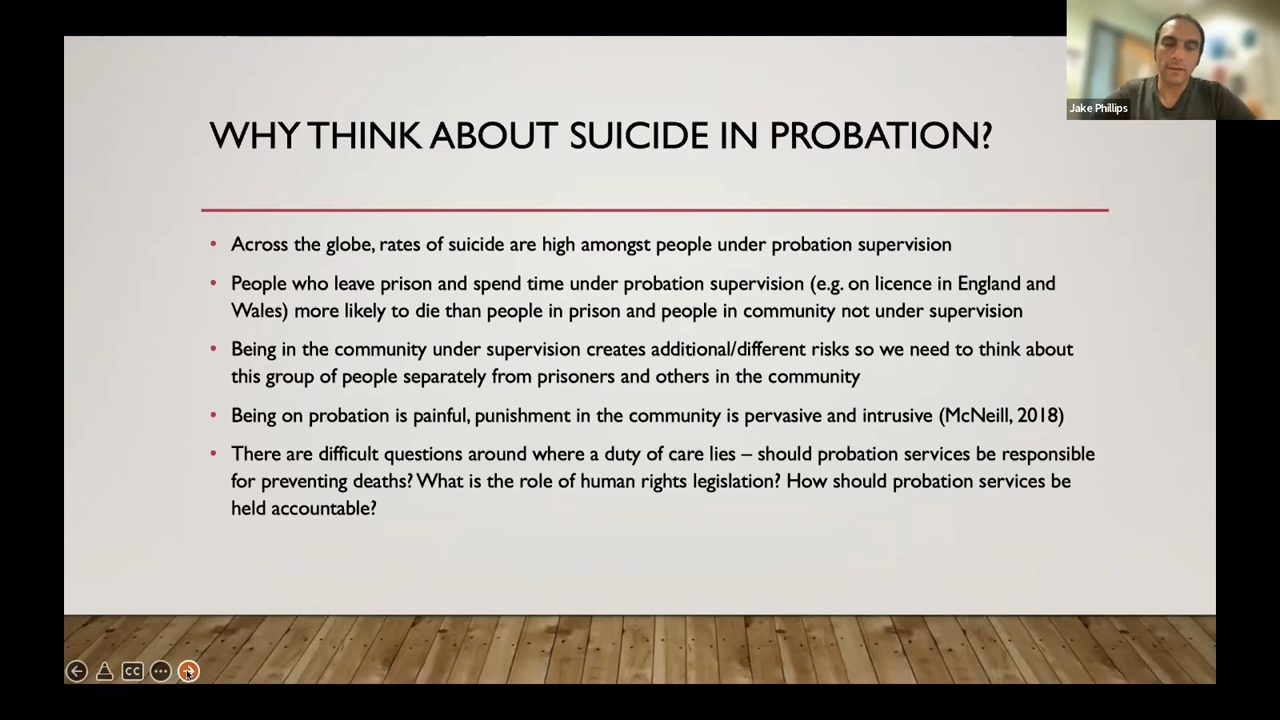 Jake Phillips
WHY THINK ABOUT SUICIDE IN PROBATION?
• Across the globe, rates of suicide are high amongst people under probation supervision
• People who leave prison and spend time under probation supervision (e.g. on licence in England and
Wales) more likely to die than people in prison and people in community not under supervision
• Being in the community under supervision creates additional/different risks so we need to think about
this group of people separately from prisoners and others in the community
• Being on probation is painful, punishment in the community is pervasive and intrusive (McNeill, 2018)
• There are difficult questions around where a duty of care lies – should probation services be responsible
for preventing deaths? What is the role of human rights legislation? How should probation services be
held accountable?
CC